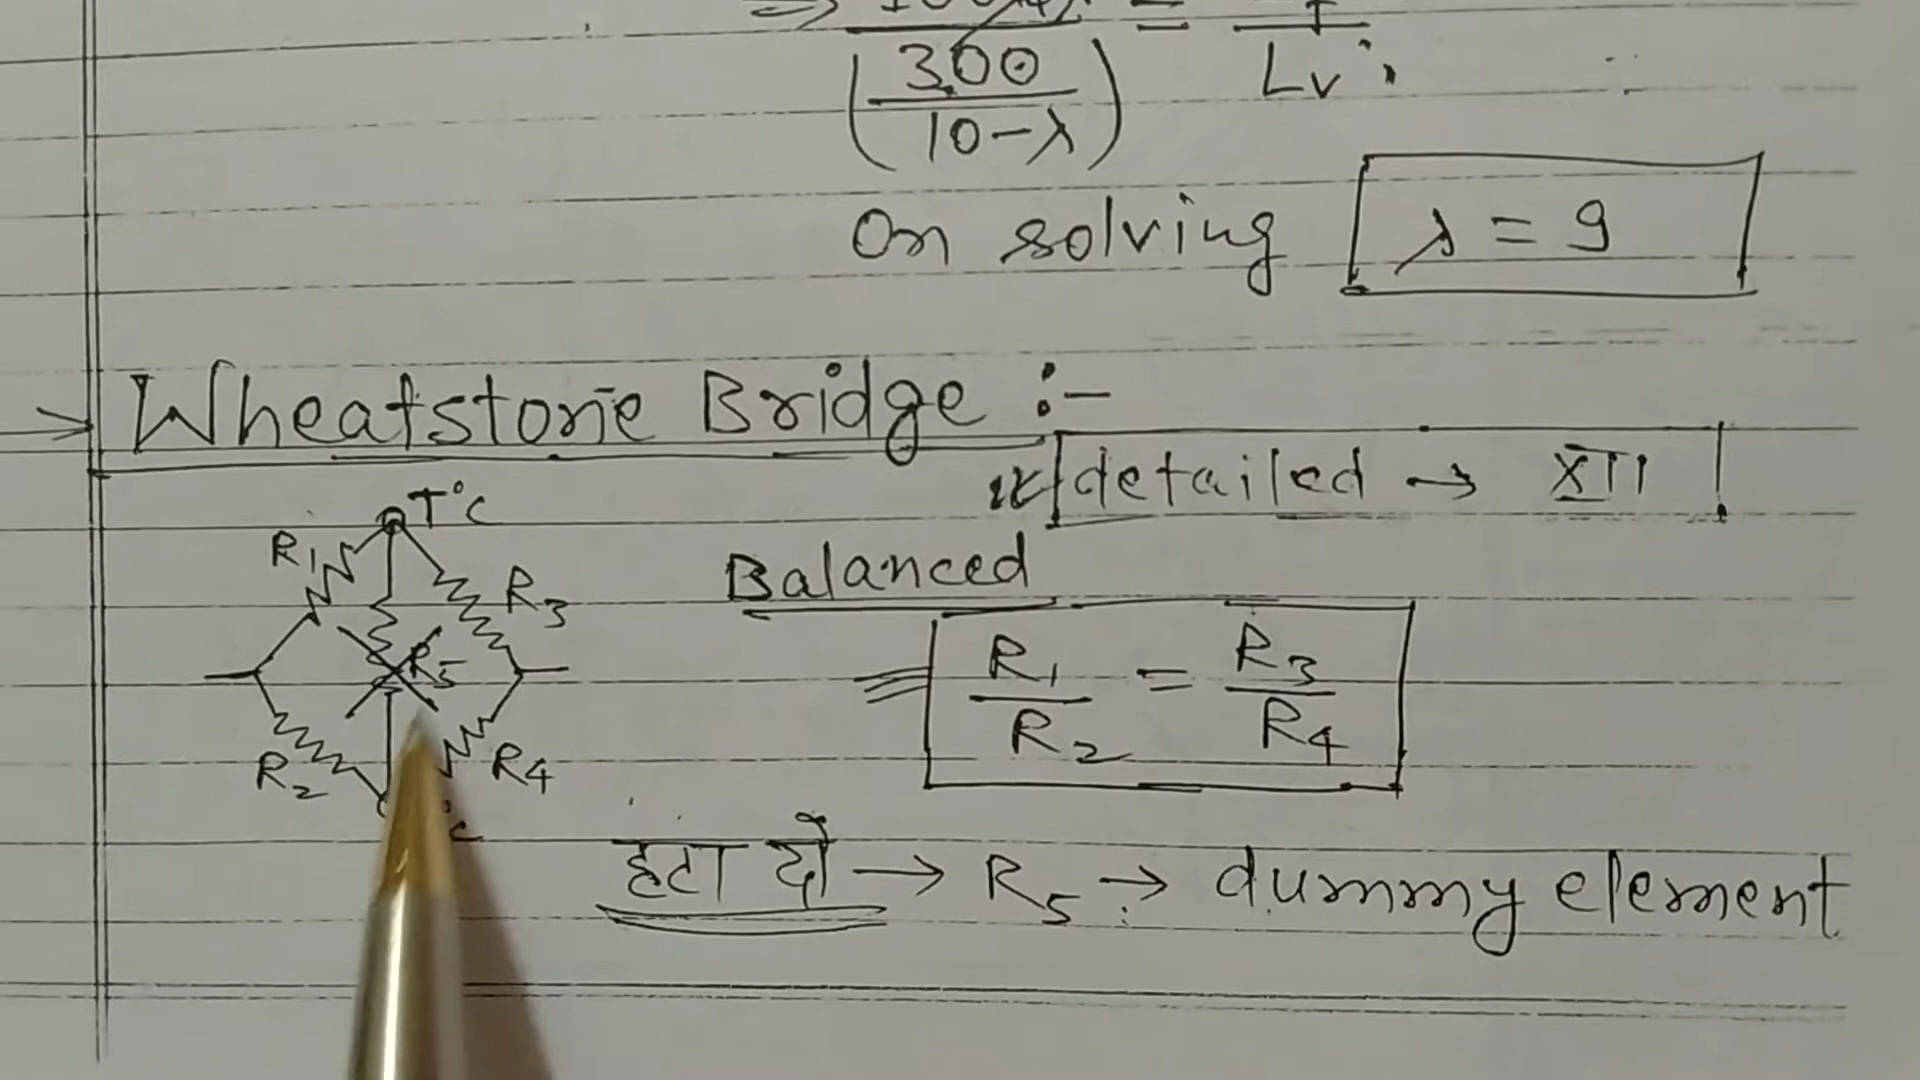 300
10-λ
Lv
On solving λ = 9
Wheatstone Bridge :-
detailed → XII
T°C
R1
R3
Balanced
R5
R1/R2 = R3/R4
R2
R4
°C
हटा दो → R5 → dummy element